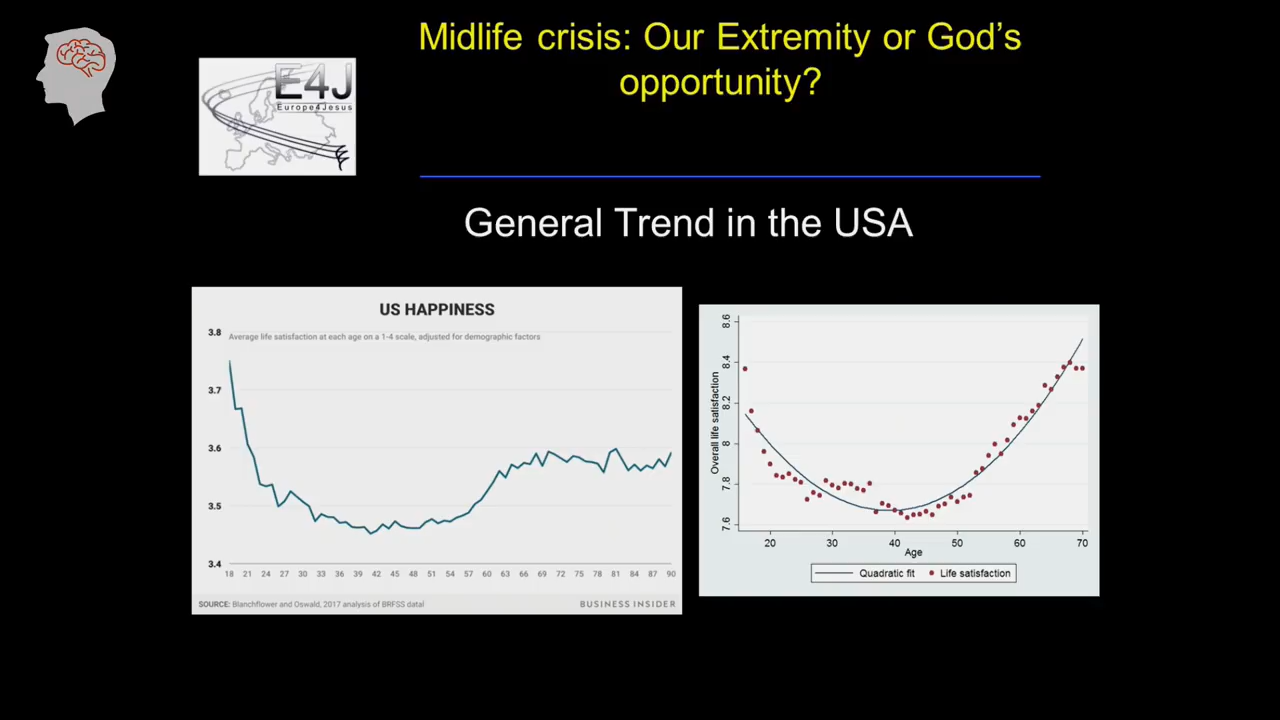 Midlife crisis: Our Extremity or God's
opportunity?
E4J
Europe4Jesus
General Trend in the USA
US HAPPINESS
Average life satisfaction at each age on a 1-4 scale, adjusted for demographic factors
3.8
3.7
3.6
3.5
3.4
18 21 24 27 30 33 36 39 42 45 48 51 54 57 60 63 66 69 72 75 78 81 84 87 90
SOURCE: Blanchflower and Oswald, 2017 analysis of BRFSS data!
BUSINESS INSIDER
Overall life satisfaction
8.6
8.4
8.2
8
7.8
7.6
20 30 40 50 60 70
Age
Quadratic fit
Life satisfaction